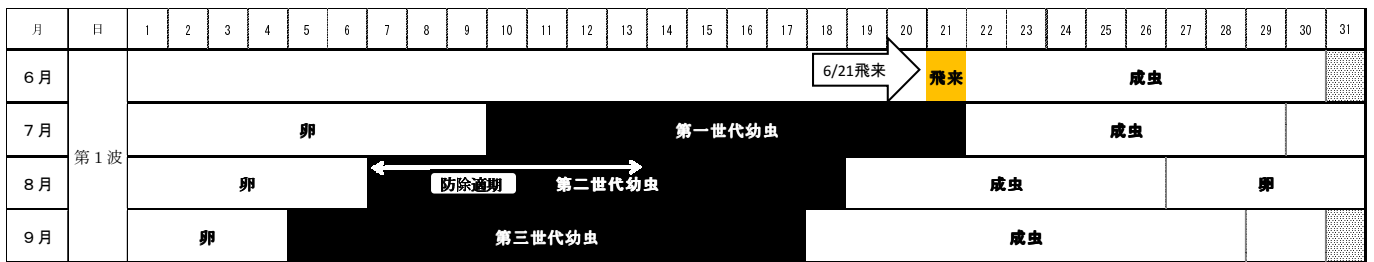 月 日 1 2 3 4 5 6 7 8 9 10 11 12 13 14 15 16 17 18 19 20 21 22 23 24 25 26 27 28 29 30 31
6月 6/21飛来 飛来 成虫
7月 卵 第一世代幼虫 成虫
第1波
8月 卵 防除適期 第二世代幼虫 成虫 卵
9月 卵 第三世代幼虫 成虫